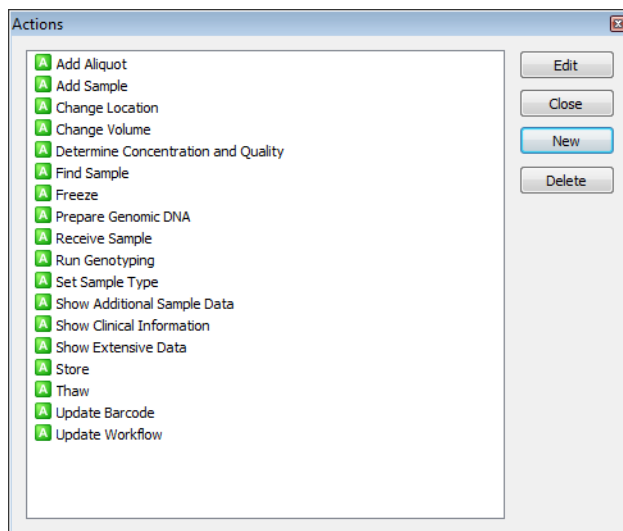 Actions
A Add Aliquot
A Add Sample
A Change Location
A Change Volume
A Determine Concentration and Quality
A Find Sample
A Freeze
A Prepare Genomic DNA
A Receive Sample
A Run Genotyping
A Set Sample Type
A Show Additional Sample Data
A Show Clinical Information
A Show Extensive Data
A Store
A Thaw
A Update Barcode
A Update Workflow
Edit
Close
New
Delete